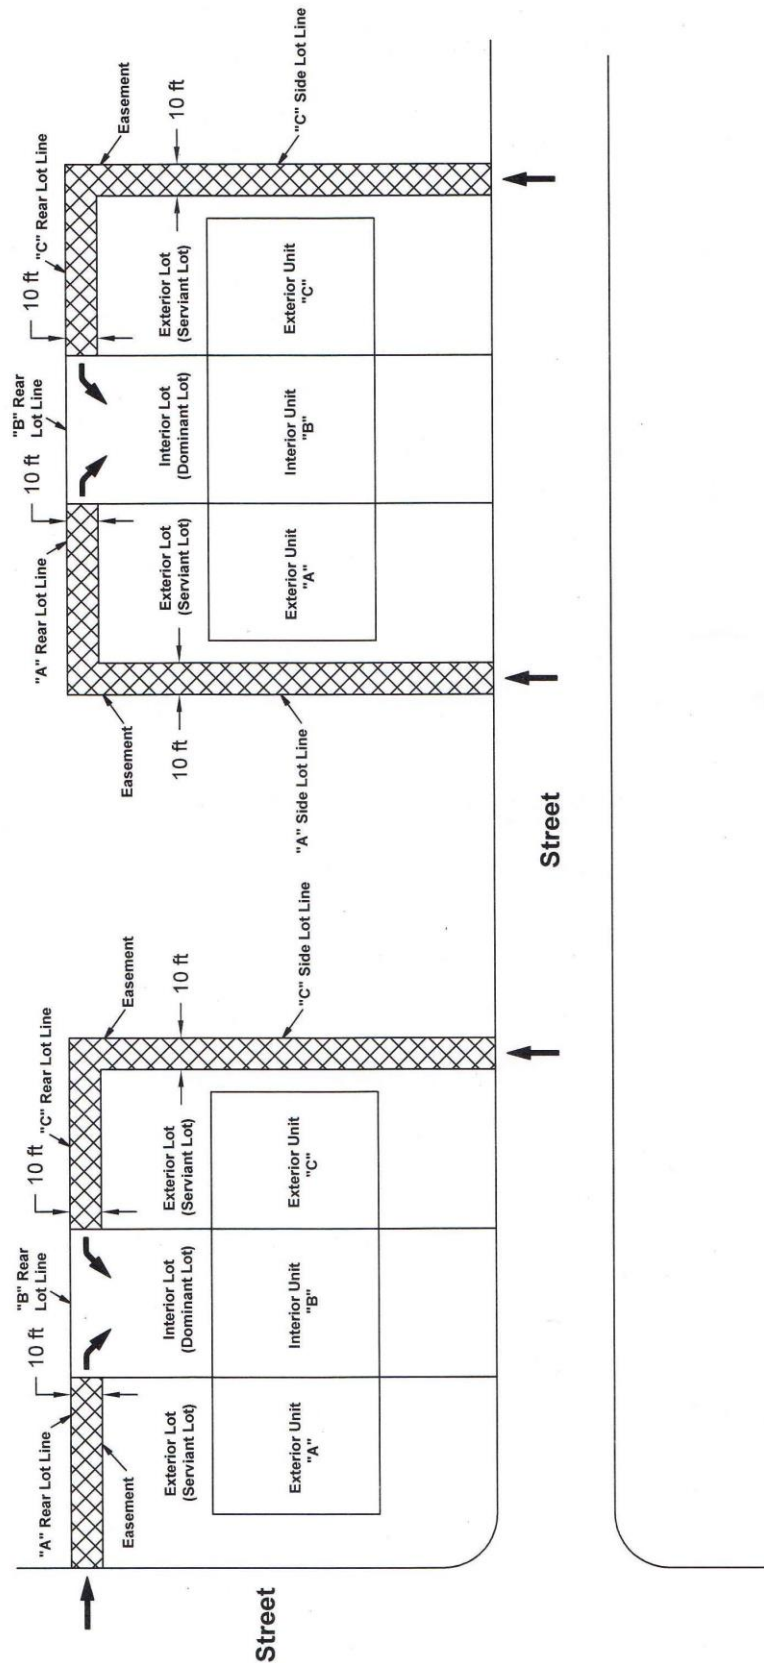 "A" Rear Lot Line
10 ft
"B" Rear
Lot Line
10 ft
"C" Rear Lot Line
Easement
Easement
Exterior Lot
(Serviant Lot)
Interior Lot
(Dominant Lot)
Exterior Lot
(Serviant Lot)
10 ft
Exterior Unit
"A"
Interior Unit
"B"
Exterior Unit
"C"
"C" Side Lot Line
Street
"A" Rear Lot Line
10 ft
"B" Rear
Lot Line
10 ft
"C" Rear Lot Line
Easement
Easement
10 ft
Exterior Lot
(Serviant Lot)
Interior Lot
(Dominant Lot)
Exterior Lot
(Serviant Lot)
10 ft
Exterior Unit
"A"
Interior Unit
"B"
Exterior Unit
"C"
"A" Side Lot Line
"C" Side Lot Line
Street